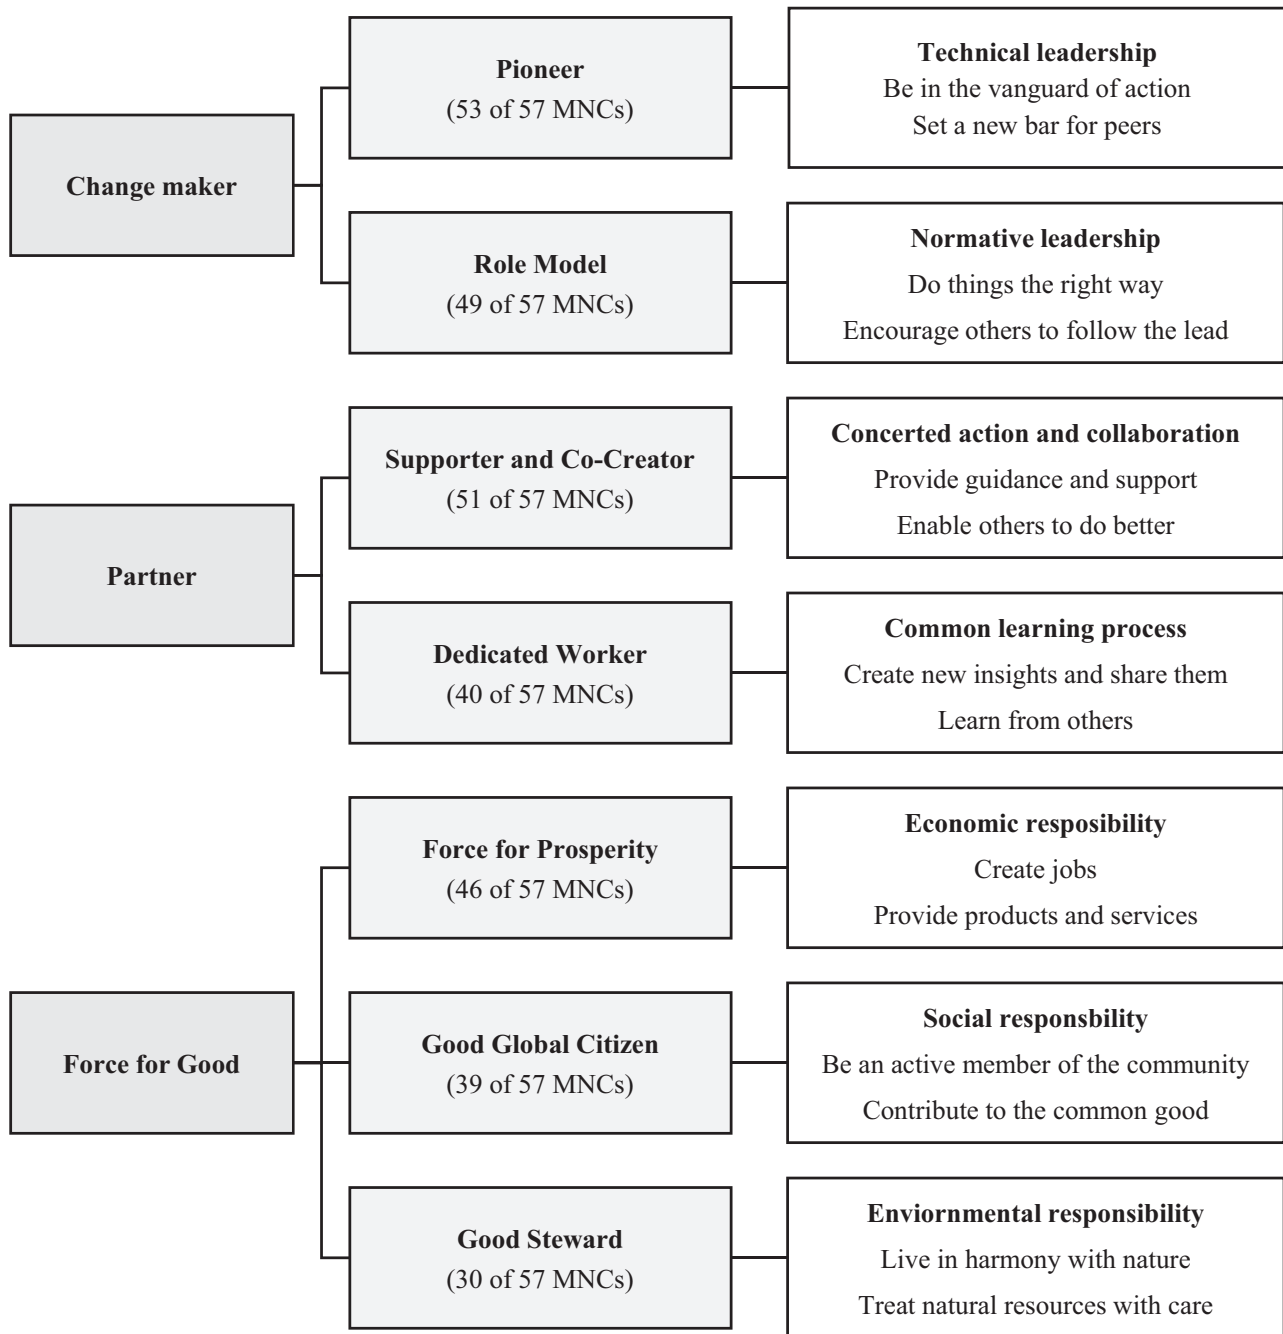 Change maker
Pioneer
(53 of 57 MNCs)
Technical leadership
Be in the vanguard of action
Set a new bar for peers
Role Model
(49 of 57 MNCs)
Normative leadership
Do things the right way
Encourage others to follow the lead
Partner
Supporter and Co-Creator
(51 of 57 MNCs)
Concerted action and collaboration
Provide guidance and support
Enable others to do better
Dedicated Worker
(40 of 57 MNCs)
Common learning process
Create new insights and share them
Learn from others
Force for Good
Force for Prosperity
(46 of 57 MNCs)
Economic resposibility
Create jobs
Provide products and services
Good Global Citizen
(39 of 57 MNCs)
Social responsbility
Be an active member of the community
Contribute to the common good
Good Steward
(30 of 57 MNCs)
Enviornmental responsibility
Live in harmony with nature
Treat natural resources with care